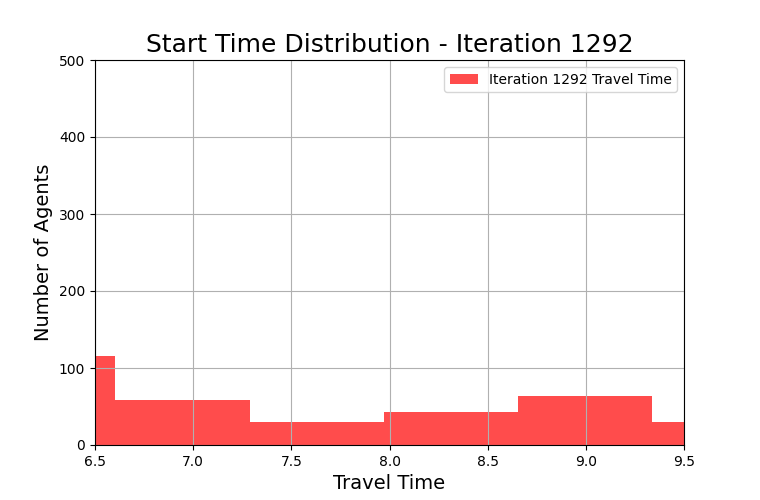 Start Time Distribution - Iteration 1292
Iteration 1292 Travel Time
Number of Agents
500
400
300
200
100
0
6.5 7.0 7.5 8.0 8.5 9.0 9.5
Travel Time